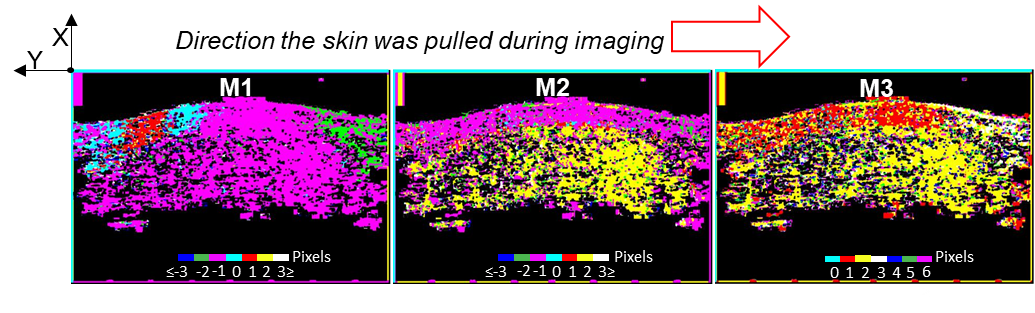 X
Y
Direction the skin was pulled during imaging
M1
M2
M3
Pixels
≤-3 -2 -1 0 1 2 3≥
Pixels
≤-3 -2 -1 0 1 2 3≥
Pixels
0 1 2 3 4 5 6